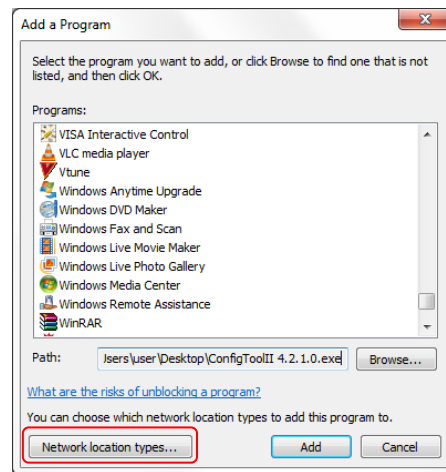 Add a Program
Select the program you want to add, or click Browse to find one that is not
listed, and then click OK.
Programs:
VISA Interactive Control
VLC media player
Vtune
Windows Anytime Upgrade
Windows DVD Maker
Windows Fax and Scan
Windows Live Movie Maker
Windows Live Photo Gallery
Windows Media Center
Windows Remote Assistance
WinRAR
Path: Jsers\user\Desktop\ConfigToolII 4.2.1.0.exe Browse...
What are the risks of unblocking a program?
You can choose which network location types to add this program to.
Network location types... Add Cancel